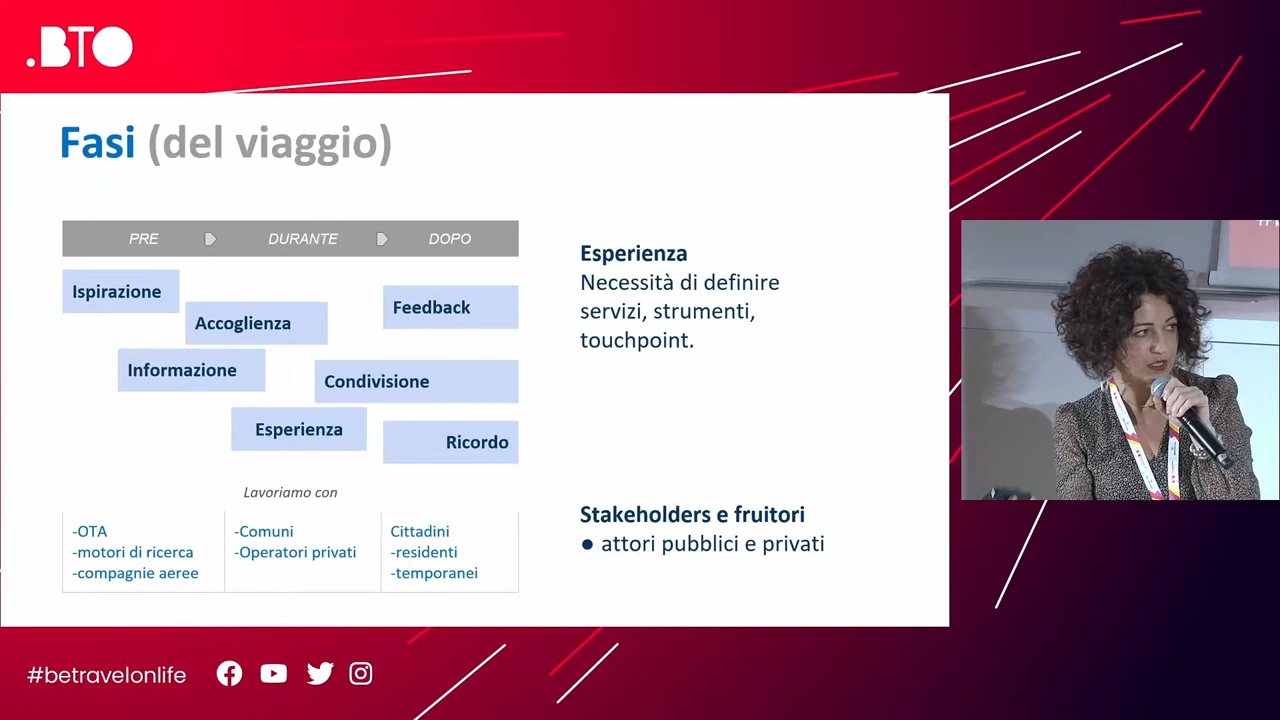 .BTO
Fasi (del viaggio)
PRE
DURANTE
DOPO
Ispirazione
Accoglienza
Feedback
Informazione
Condivisione
Esperienza
Ricordo
Lavoriamo con
-OTA
-motori di ricerca
-compagnie aeree
-Comuni
-Operatori privati
Cittadini
-residenti
-temporanei
Esperienza
Necessità di definire
servizi, strumenti,
touchpoint.
Stakeholders e fruitori
● attori pubblici e privati
#betravelonlife